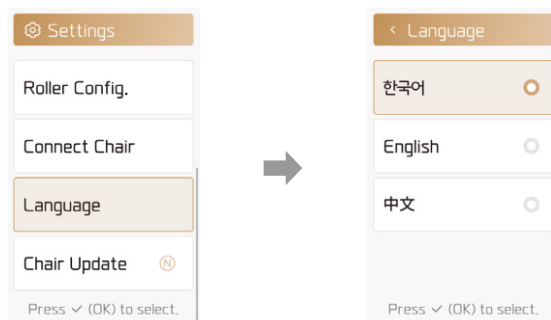 Settings
Roller Config.
Connect Chair
Language
Chair Update Ⓝ
Press ✓ (OK) to select.
< Language
한국어
English
中文
Press ✓ (OK) to select.